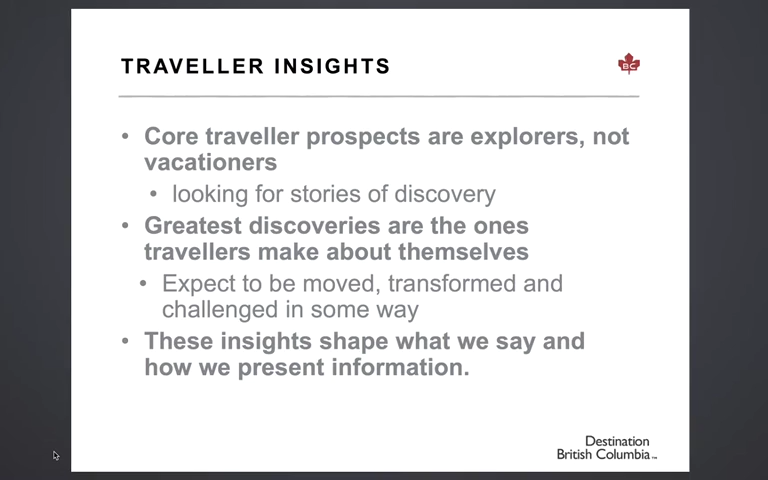 TRAVELLER INSIGHTS
BC
• Core traveller prospects are explorers, not
vacationers
• looking for stories of discovery
• Greatest discoveries are the ones
travellers make about themselves
• Expect to be moved, transformed and
challenged in some way
• These insights shape what we say and
how we present information.
Destination
British Columbia™